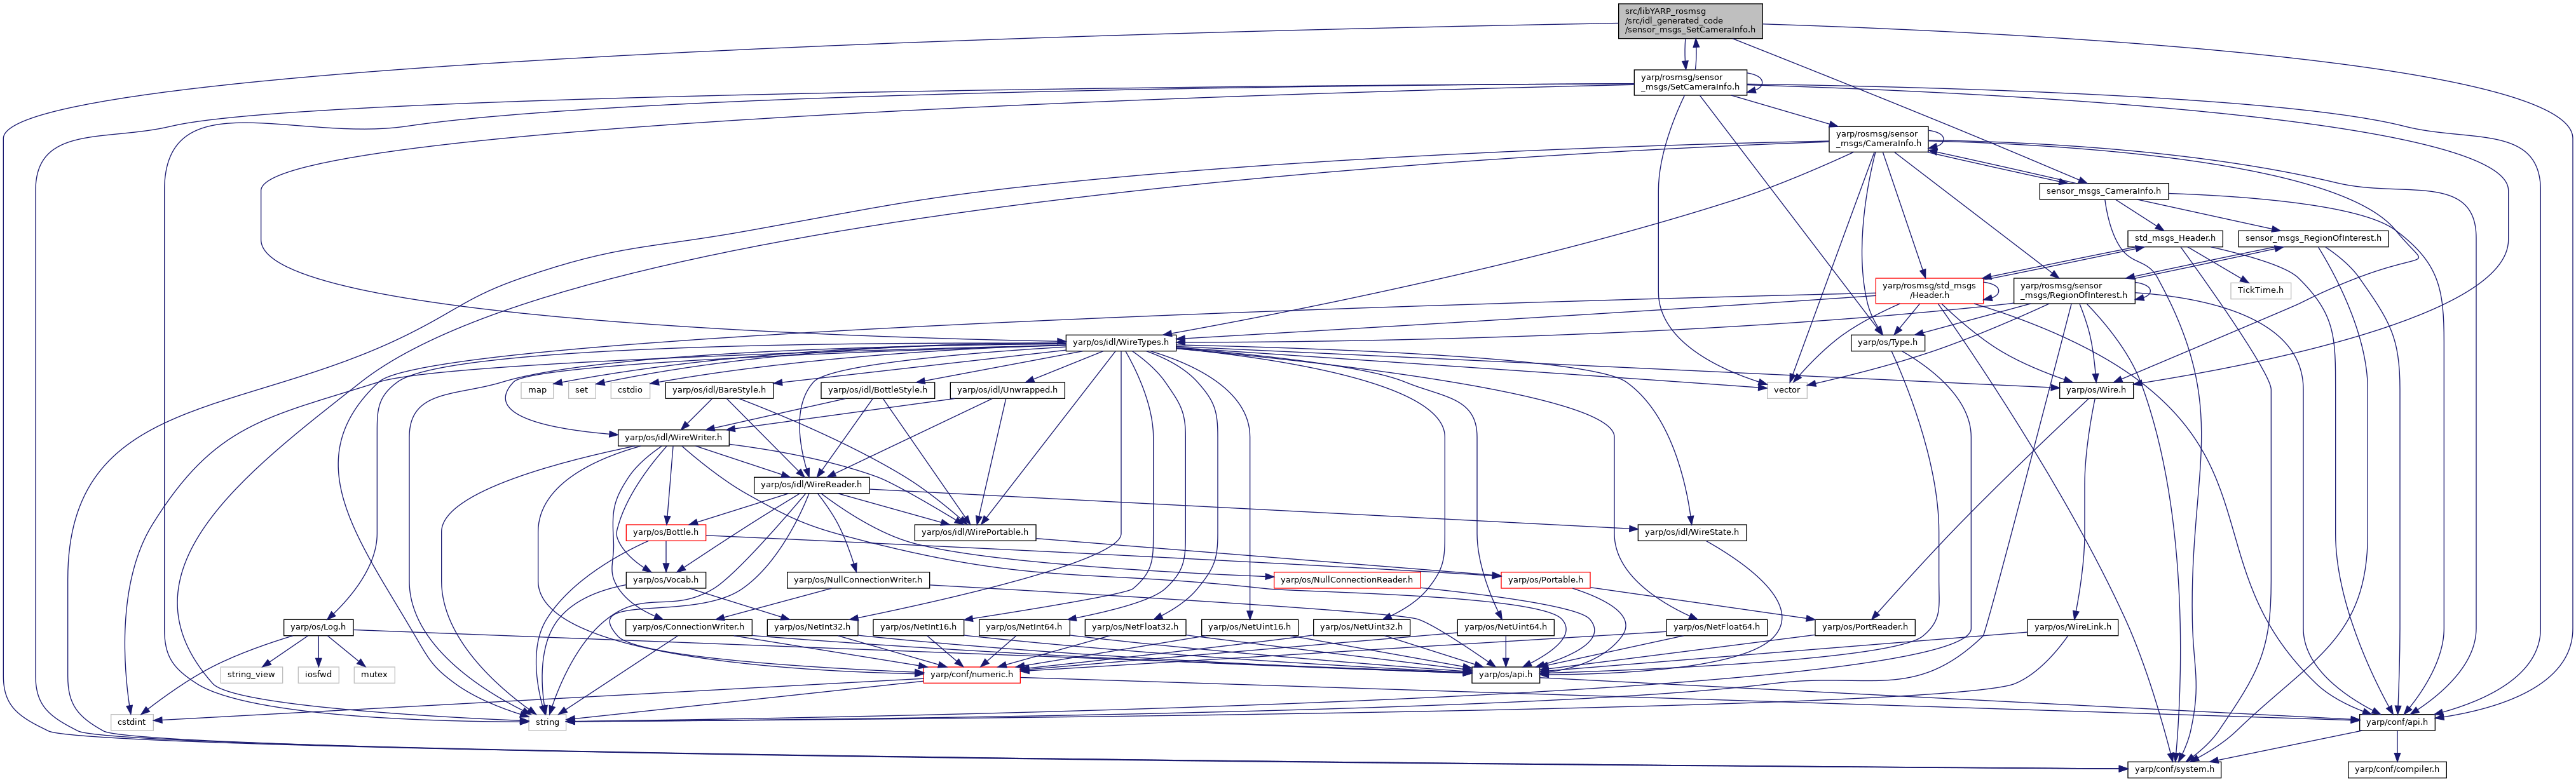 src/libYARP_rosmsg
/src/idl_generated_code
/sensor_msgs_SetCameraInfo.h
yarp/rosmsg/sensor
_msgs/SetCameraInfo.h
yarp/rosmsg/sensor
_msgs/CameraInfo.h
sensor_msgs_CameraInfo.h
std_msgs_Header.h
sensor_msgs_RegionOfInterest.h
yarp/rosmsg/std_msgs
/Header.h
yarp/rosmsg/sensor
_msgs/RegionOfInterest.h
TickTime.h
yarp/os/idl/WireTypes.h
yarp/os/Type.h
map
set
cstdio
yarp/os/idl/BareStyle.h
yarp/os/idl/BottleStyle.h
yarp/os/idl/Unwrapped.h
vector
yarp/os/Wire.h
yarp/os/idl/WireWriter.h
yarp/os/idl/WireReader.h
yarp/os/Bottle.h
yarp/os/idl/WirePortable.h
yarp/os/idl/WireState.h
yarp/os/Vocab.h
yarp/os/NullConnectionWriter.h
yarp/os/NullConnectionReader.h
yarp/os/Portable.h
yarp/os/Log.h
yarp/os/ConnectionWriter.h
yarp/os/NetInt32.h
yarp/os/NetInt16.h
yarp/os/NetInt64.h
yarp/os/NetFloat32.h
yarp/os/NetUint16.h
yarp/os/NetUint32.h
yarp/os/NetUint64.h
yarp/os/NetFloat64.h
yarp/os/PortReader.h
yarp/os/WireLink.h
string_view
iosfwd
mutex
yarp/conf/numeric.h
yarp/os/api.h
cstdint
string
yarp/conf/api.h
yarp/conf/system.h
yarp/conf/compiler.h